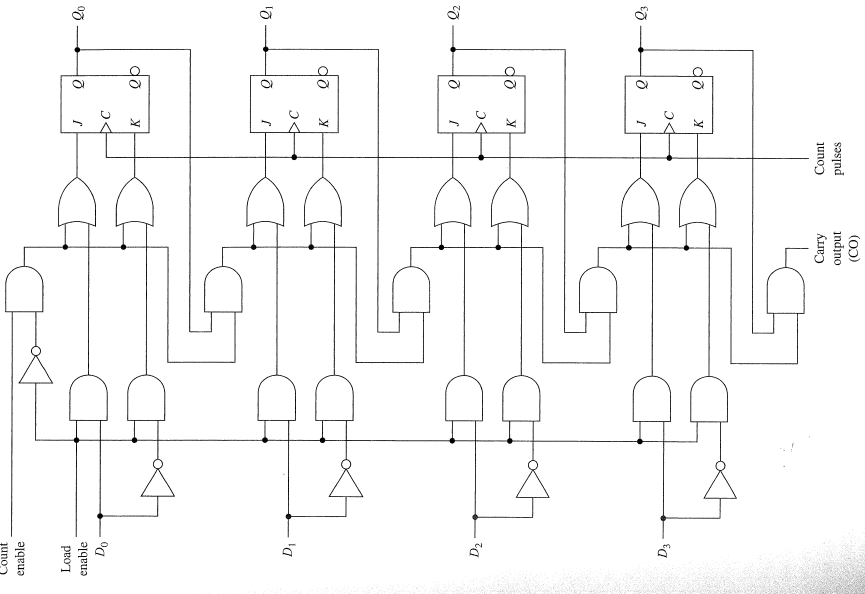 Q0
Q1
Q2
Q3
Q
Q
Q
Q
Q
Q
Q
Q
J
C
K
J
C
K
J
C
K
J
C
K
Count
pulses
Carry
output
(CO)
Count
enable
Load
enable
D0
D1
D2
D3